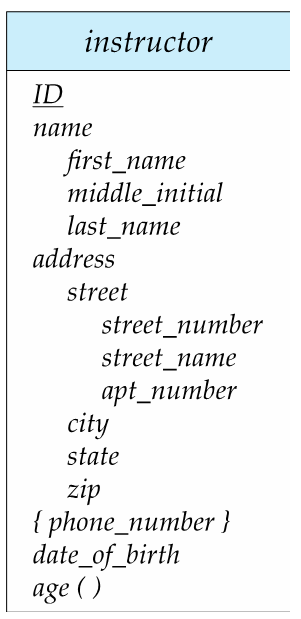 instructor
ID
name
first_name
middle_initial
last_name
address
street
street_number
street_name
apt_number
city
state
zip
{ phone_number }
date_of_birth
age ( )